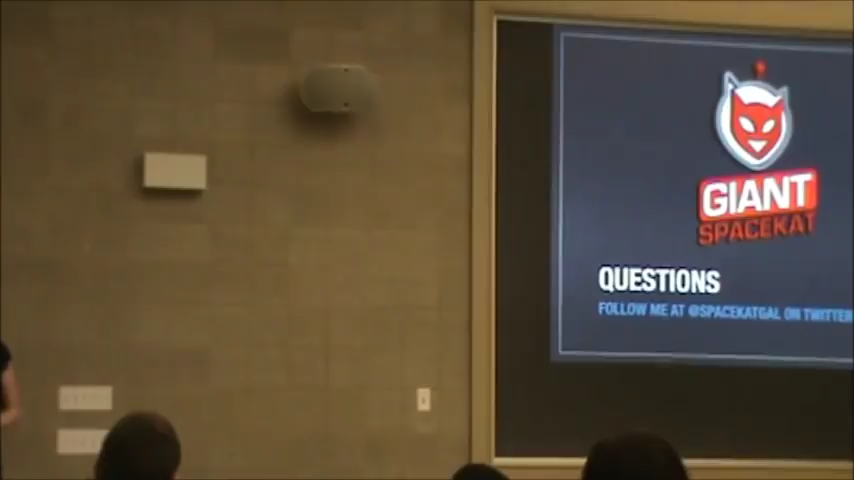 GIANT
SPACEKAT
QUESTIONS
FOLLOW ME AT @SPACEKATGAL ON TWITTER